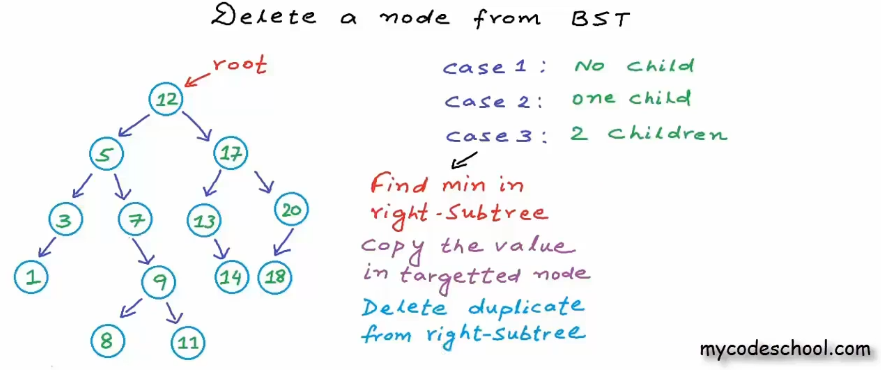 Delete a node from BST
root
case 1: No child
case 2: one child
case 3: 2 children
Find min in
right-Subtree
copy the value
in targetted node
Delete duplicate
from right-Subtree
12
5
17
3
7
13
20
1
9
14
18
8
11
mycodeschool.com